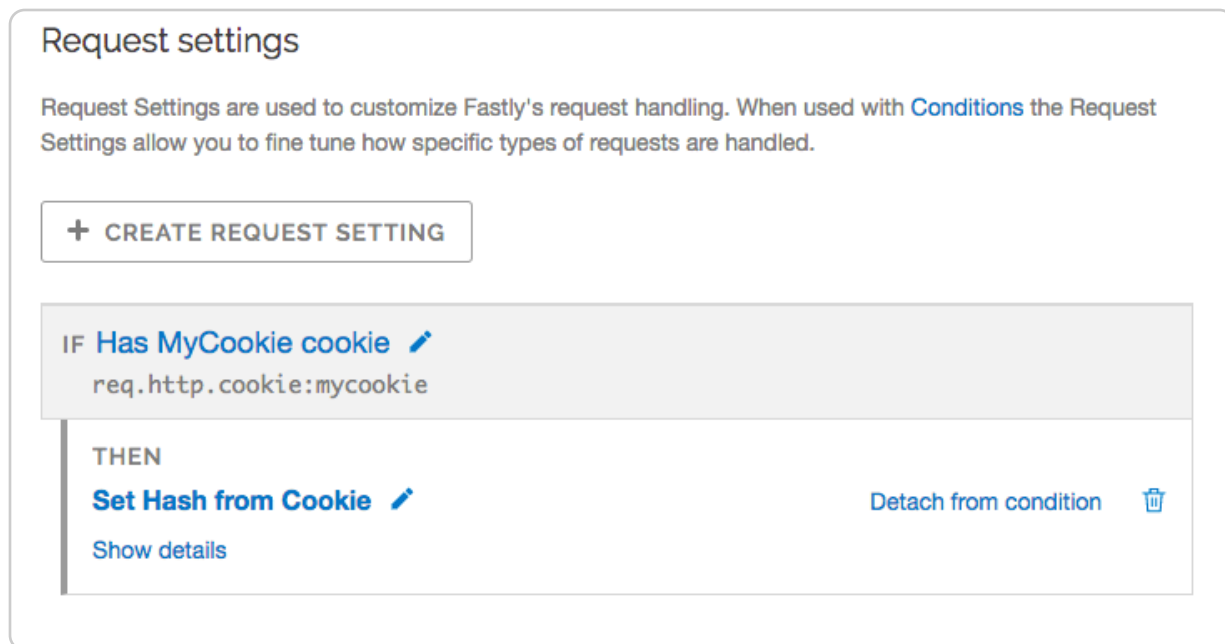 Request settings
Request Settings are used to customize Fastly's request handling. When used with Conditions the Request
Settings allow you to fine tune how specific types of requests are handled.
+ CREATE REQUEST SETTING
IF Has MyCookie cookie
req.http.cookie:mycookie
THEN
Set Hash from Cookie Detach from condition
Show details